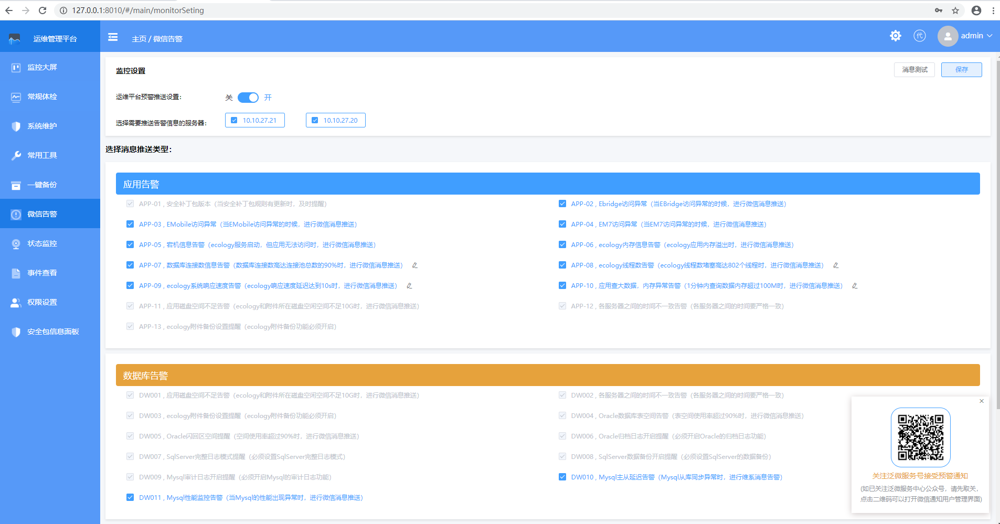 127.0.0.1:8010/#/main/monitorSeting
运维管理平台
主页 / 微信告警
代
admin
监控大屏
常规体检
系统维护
常用工具
一键备份
微信告警
状态监控
事件查看
权限设置
安全包信息面板
监控设置
消息测试
保存
运维平台预警推送设置：
关
开
选择需要推送告警信息的服务器：
10.10.27.21
10.10.27.20
选择消息推送类型：
应用告警
APP-01 , 安全补丁包版本（当安全补丁包规则有更新时，及时提醒）
APP-02 , Ebridge访问异常（当EBridge访问异常的时候，进行微信消息推送）
APP-03 , EMobile访问异常（当EMobile访问异常的时候，进行微信消息推送）
APP-04 , EM7访问异常（当EM7访问异常的时候，进行微信消息推送）
APP-05 , 宕机信息告警（ecology服务启动，但应用无法访问时，进行微信消息推送）
APP-06 , ecology内存信息告警（ecology应用内存溢出时，进行微信消息推送）
APP-07 , 数据库连接数信息告警（数据库连接数高达连接池总数的90%时，进行微信消息推送）
APP-08 , ecology线程数告警（ecology线程数堵塞高达802个线程时，进行微信消息推送）
APP-09 , ecology系统响应速度告警（ecology响应速度延迟达到10s时，进行微信消息推送）
APP-10 , 应用查大数据，内存异常告警（1分钟内查询数据内存超过100M时，进行微信消息推送）
APP-11 , 应用磁盘空间不足告警（ecology和附件所在磁盘空闲空间不足10G时，进行微信消息推送）
APP-12 , 各服务器之间的时间不一致告警（各服务器之间的时间要严格一致）
APP-13 , ecology附件备份设置提醒（ecology附件备份功能必须开启）
数据库告警
DW001 , 应用磁盘空间不足告警（ecology和附件所在磁盘空闲空间不足10G时，进行微信消息推送）
DW002 , 各服务器之间的时间不一致告警（各服务器之间的时间要严格一致）
DW003 , ecology附件备份设置提醒（ecology附件备份功能必须开启）
DW004 , Oracle数据库表空间告警（表空间使用率超过90%时，进行微信消息推送）
DW005 , Oracle闪回区空间提醒（空间使用率超过90%时，进行微信消息推送）
DW006 , Oracle归档日志开启提醒（必须开启Oracle的归档日志功能）
DW007 , SqlServer完整日志模式提醒（必须设置SqlServer完整日志模式）
DW008 , SqlServer数据备份开启提醒（必须设置SqlServer的数据备份）
DW009 , Mysql审计日志开启提醒（必须开启Mysql的审计日志功能）
DW010 , Mysql主从延迟告警（Mysql从库同步异常时，进行维系消息告警）
DW011 , Mysql性能监控告警（当Mysql的性能出现异常时，进行微信消息推送）
关注泛微服务号接受预警通知
(如已关注泛微服务中心公众号，请先取关，
点击二维码可以打开微信通知用户管理界面)